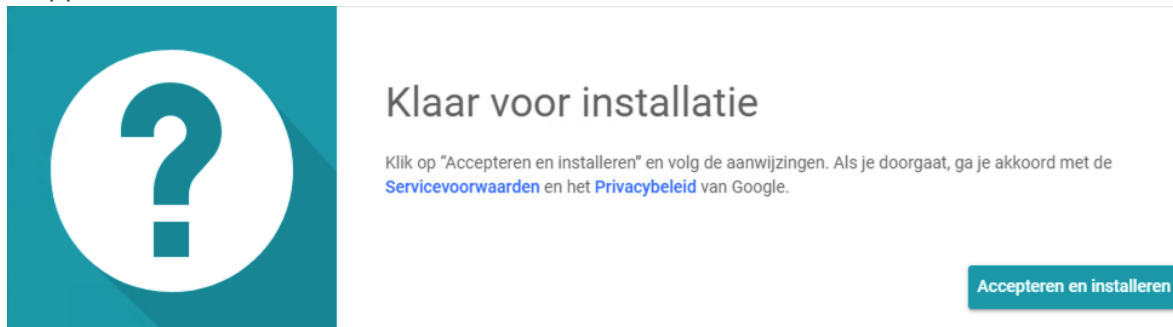 Klaar voor installatie
Klik op “Accepteren en installeren” en volg de aanwijzingen. Als je doorgaat, ga je akkoord met de
Servicevoorwaarden en het Privacybeleid van Google.
Accepteren en installeren